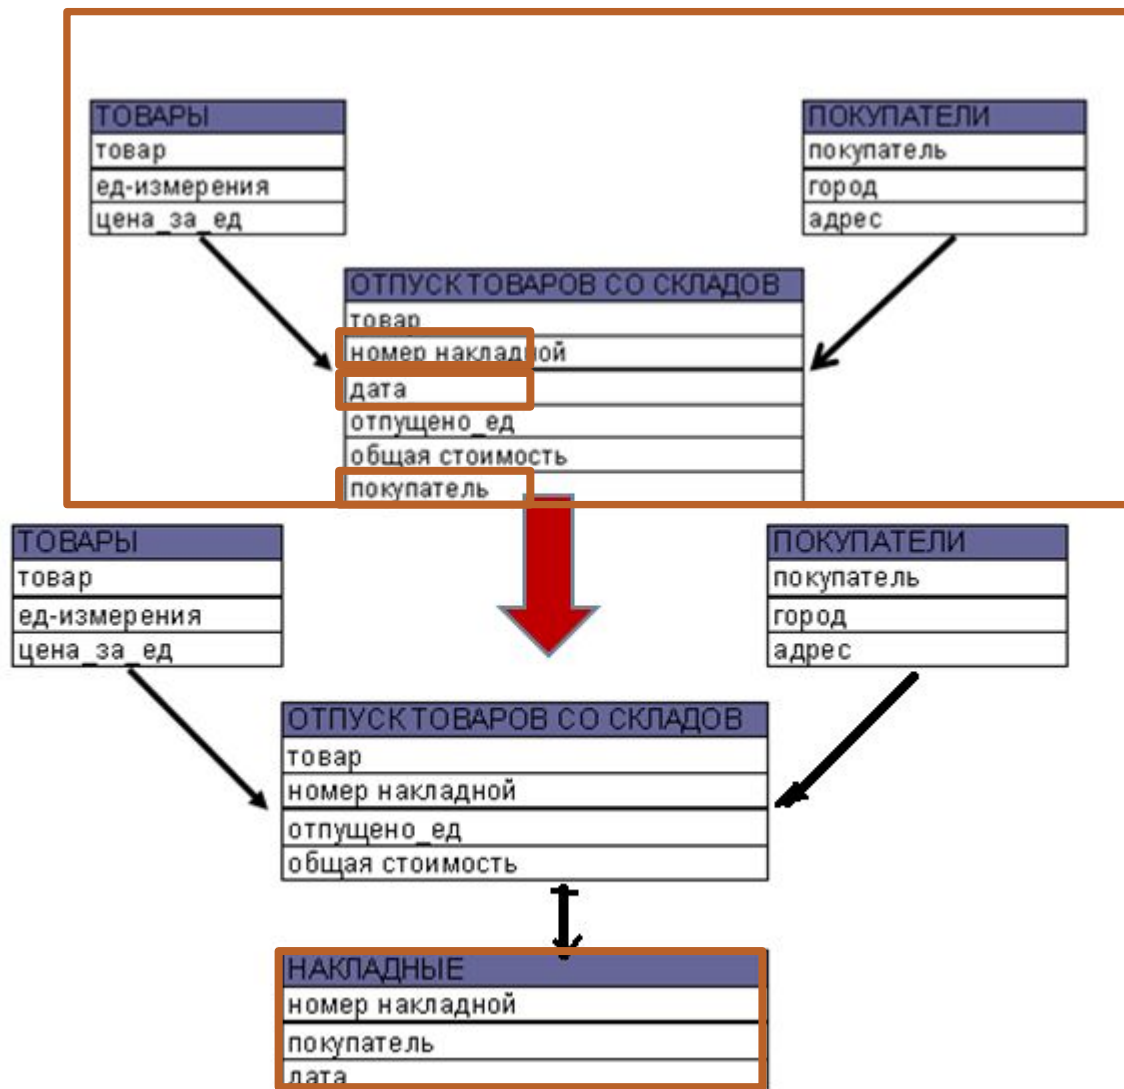 ТОВАРЫ
товар
ед-измерения
цена_за_ед
ПОКУПАТЕЛИ
покупатель
город
адрес
ОТПУСК ТОВАРОВ СО СКЛАДОВ
товар
номер накладной
дата
отпущено_ед
общая стоимость
покупатель
ТОВАРЫ
товар
ед-измерения
цена_за_ед
ПОКУПАТЕЛИ
покупатель
город
адрес
ОТПУСК ТОВАРОВ СО СКЛАДОВ
товар
номер накладной
отпущено_ед
общая стоимость
НАКЛАДНЫЕ
номер накладной
покупатель
дата